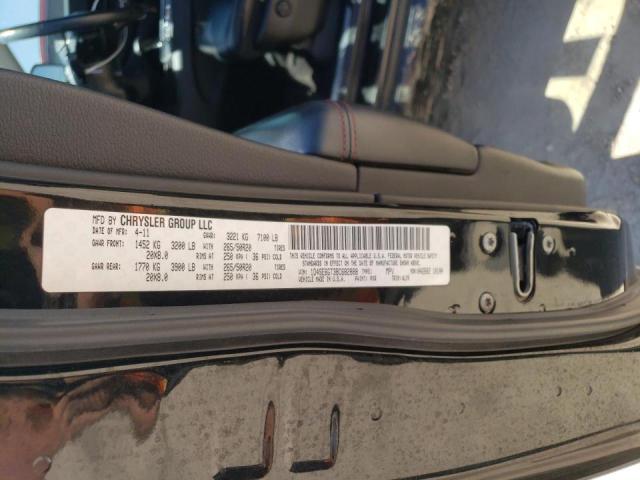 MFD BY CHRYSLER GROUP LLC
DATE OF MFR: 4-11 GVWR: 3221 KG 7100 LB
GAWR FRONT: 1452 KG 3200 LB WITH 265/50R20 TIRES
20X8.0 RIMS AT 250 KPA / 36 PSI COLD
GAWR REAR: 1770 KG 3900 LB WITH 265/50R20 TIRES
20X8.0 RIMS AT 250 KPA / 36 PSI COLD
THIS VEHICLE CONFORMS TO ALL APPLICABLE U.S.A. FEDERAL MOTOR VEHICLE SAFETY
STANDARDS IN EFFECT ON THE DATE OF MANUFACTURE SHOWN ABOVE.
VIN: TYPE: MPV
VEHICLE MADE IN U.S.A. PAINT: TRIM: